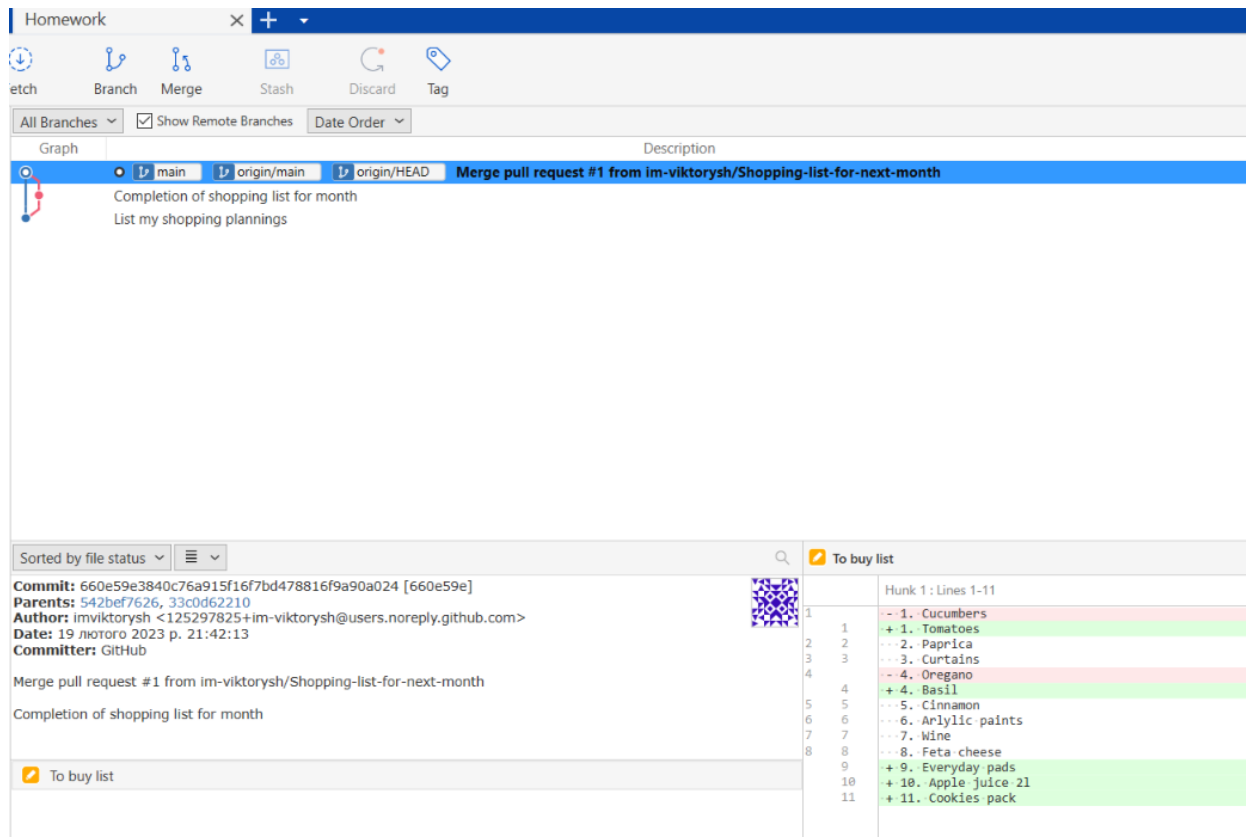 Homework
Fetch Branch Merge Stash Discard Tag
All Branches Show Remote Branches Date Order
Graph Description
main origin/main origin/HEAD Merge pull request #1 from im-viktorysh/Shopping-list-for-next-month
Completion of shopping list for month
List my shopping plannings
Sorted by file status
Commit: 660e59e3840c76a915f16f7bd478816f9a90a024 [660e59e]
Parents: 542bef7626, 33c0d62210
Author: imviktorysh <125297825+im-viktorysh@users.noreply.github.com>
Date: 19 лютого 2023 р. 21:42:13
Committer: GitHub
Merge pull request #1 from im-viktorysh/Shopping-list-for-next-month
Completion of shopping list for month
To buy list
To buy list
Hunk 1 : Lines 1-11
1 - 1. Cucumbers
1 + 1. Tomatoes
2 2 2. Paprica
3 3 3. Curtains
4 - 4. Oregano
4 + 4. Basil
5 5 5. Cinnamon
6 6 6. Arlylic paints
7 7 7. Wine
8 8 8. Feta cheese
9 + 9. Everyday pads
10 + 10. Apple juice 2l
11 + 11. Cookies pack